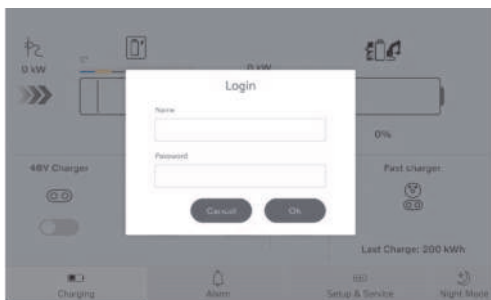 0 kW
0 kW
Login
Name
Password
Cancel
Ok
0%
48V Charger
Fast charger
Last Charge: 200 kWh
Charging
Alarm
Setup & Service
Night Mode